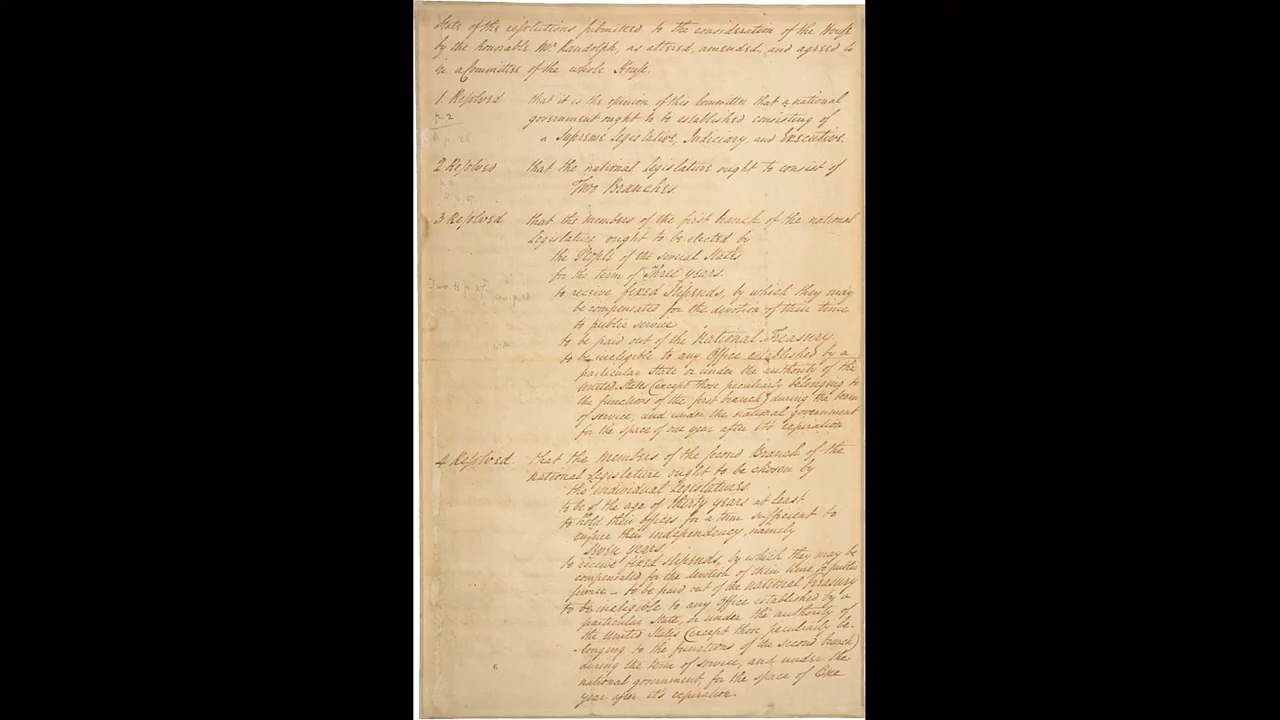 State of the resolutions submitted to the consideration of the House
by the honorable Mr. Randolph, as altered, amended, and agreed to
in a Committee of the whole House.
1. Resolved that it is the opinion of this Committee that a national
government ought to be established consisting of
a Supreme Legislative, Judiciary, and Executive.
2 Resolved that the national Legislature ought to consist of
Two Branches.
3 Resolved that the Members of the first branch of the national
Legislature ought to be elected by
the People of the several States
for the term of Three years.
to receive fixed stipends, by which they may
be compensated for the devotion of their time
to public service
to be paid out of the National-Treasury
to be ineligible to any Office established by a
particular State or under the authority of the
United-States (except those peculiarly belonging to
the functions of the first branch) during the term
of service, and under the national government
for the space of one year after it's expiration
4 Resolved. that the Members of the second Branch of the
national Legislature ought to be chosen by
the individual Legislatures.
to be of the age of thirty years at least
to hold their offices for a term sufficient to
ensure their independency, namely
seven years.
to receive fixed stipends, by which they may be
compensated for the devotion of their time to public
service - to be paid out of the National Treasury
to be ineligible to any Office established by a
particular State, or under the authority of
the United States (except those peculiarly be-
-longing to the functions of the second branch)
during the term of service, and under the
national government, for the space of One
year after it's expiration.